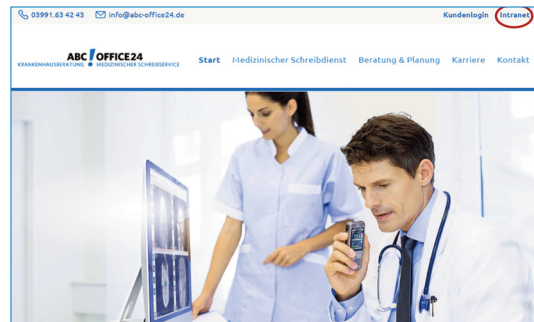 03991.63 42 43 info@abc-office24.de Kundenlogin Intranet
ABC OFFICE24
KRANKENHAUSBERATUNG MEDIZINISCHER SCHREIBSERVICE
Start Medizinischer Schreibdienst Beratung & Planung Karriere Kontakt